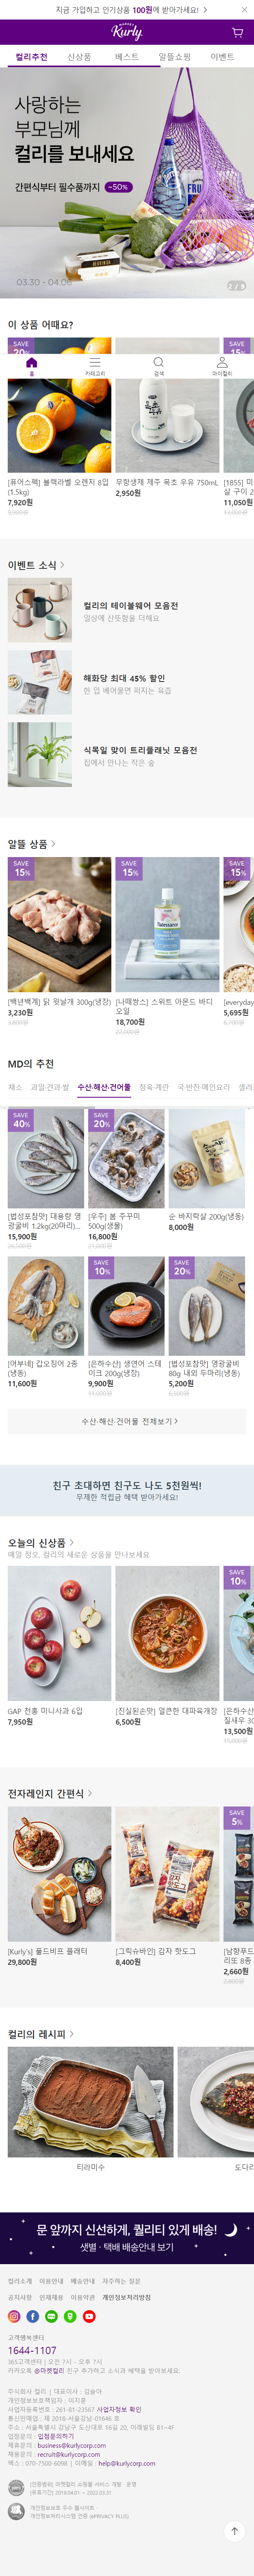 지금 가입하고 인기상품 100원에 받아가세요!
MARKET
Kurly
컬리추천 신상품 베스트 알뜰쇼핑 이벤트
사랑하는
부모님께
컬리를 보내세요
간편식부터 필수품까지 ~50%
03.30 - 04.06
이 상품 어때요?
SAVE
SAVE
홈 카테고리 검색 마이컬리
[퓨어스펙] 블랙라벨 오렌지 8입
(1.5kg)
7,920원
9,900원
무항생제 제주 목초 우유 750mL
2,950원
[1855] 미
살 구이 2
11,050원
13,000원
이벤트 소식
컬리의 테이블웨어 모음전
일상에 산뜻함을 더해요
해화당 최대 45% 할인
한 입 베어물면 퍼지는 육즙
식목일 맞이 트리플래닛 모음전
집에서 만나는 작은 숲
알뜰 상품
SAVE
15%
SAVE
15%
SAVE
15%
[백년백계] 닭 윗날개 300g(냉장)
3,230원
3,800원
[나떼쌍스] 스위트 아몬드 바디
오일
18,700원
22,000원
[everyday
5,695원
6,700원
MD의 추천
채소 과일·견과·쌀 수산·해산·건어물 정육·계란 국·반찬·메인요리 샐러
SAVE
40%
SAVE
20%
[법성포참맛] 대용량 영
광굴비 1.2kg(20마리)...
15,900원
26,500원
[우주] 봄 주꾸미
500g(생물)
16,800원
21,000원
순 바지락살 200g(냉동)
8,000원
SAVE
10%
SAVE
20%
[어부네] 갑오징어 2종
(냉동)
11,600원
[은하수산] 생연어 스테
이크 200g(냉장)
9,900원
11,000원
[법성포참맛] 영광굴비
80g 내외 두마리(냉동)
5,200원
6,500원
수산·해산·건어물 전체보기
친구 초대하면 친구도 나도 5천원씩!
무제한 적립금 혜택 받아가세요!
오늘의 신상품
매일 정오, 컬리의 새로운 상품을 만나보세요
SAVE
10%
GAP 천홍 미니사과 6입
7,950원
[진실된손맛] 얼큰한 대파육개장
6,500원
[은하수산
질새우 30
13,500원
15,000원
전자레인지 간편식
SAVE
5%
[Kurly's] 풀드비프 플래터
29,800원
[그릭슈바인] 감자 핫도그
8,400원
[남향푸드
리또 8종
2,660원
2,800원
컬리의 레시피
티라미수
도다리
문 앞까지 신선하게, 퀄리티 있게 배송!
샛별 · 택배 배송안내 보기
컬리소개 이용안내 배송안내 자주하는 질문
공지사항 인재채용 이용약관 개인정보처리방침
고객행복센터
1644-1107
365고객센터 | 오전 7시 - 오후 7시
카카오톡 @마켓컬리 친구 추가하고 소식과 혜택을 받아보세요.
주식회사 컬리 | 대표이사 : 김슬아
개인정보보호책임자 : 이지훈
사업자등록번호 : 261-81-23567 사업자정보 확인
통신판매업 : 제 2018-서울강남-01646 호
주소 : 서울특별시 강남구 도산대로 16길 20, 이래빌딩 B1~4F
입점문의 : 입점문의하기
제휴문의 : business@kurlycorp.com
채용문의 : recruit@kurlycorp.com
팩스 : 070-7500-6098 | 이메일 : help@kurlycorp.com
[인증범위] 마켓컬리 쇼핑몰 서비스 개발 · 운영
[유효기간] 2019.04.01 ~ 2022.03.31
개인정보보호 우수 웹사이트 ·
개인정보처리시스템 인증 (ePRIVACY PLUS)